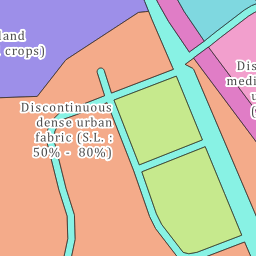 land
crops)
Discontinuous
dense urban
fabric (S.L. :
50% - 80%)
Dis
medi
u
(